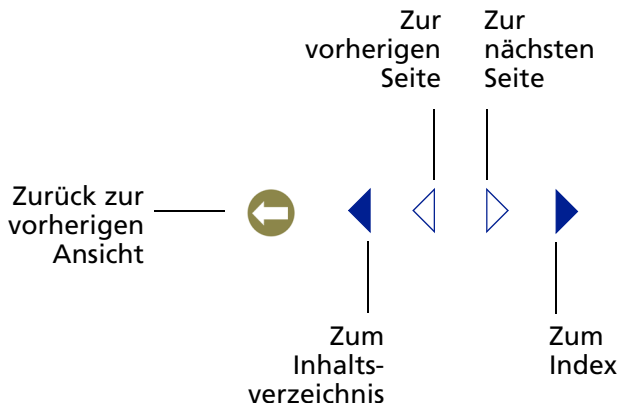 Zur
vorherigen
Seite
Zur
nächsten
Seite
Zurück zur
vorherigen
Ansicht
Zum
Inhalts-
verzeichnis
Zum
Index